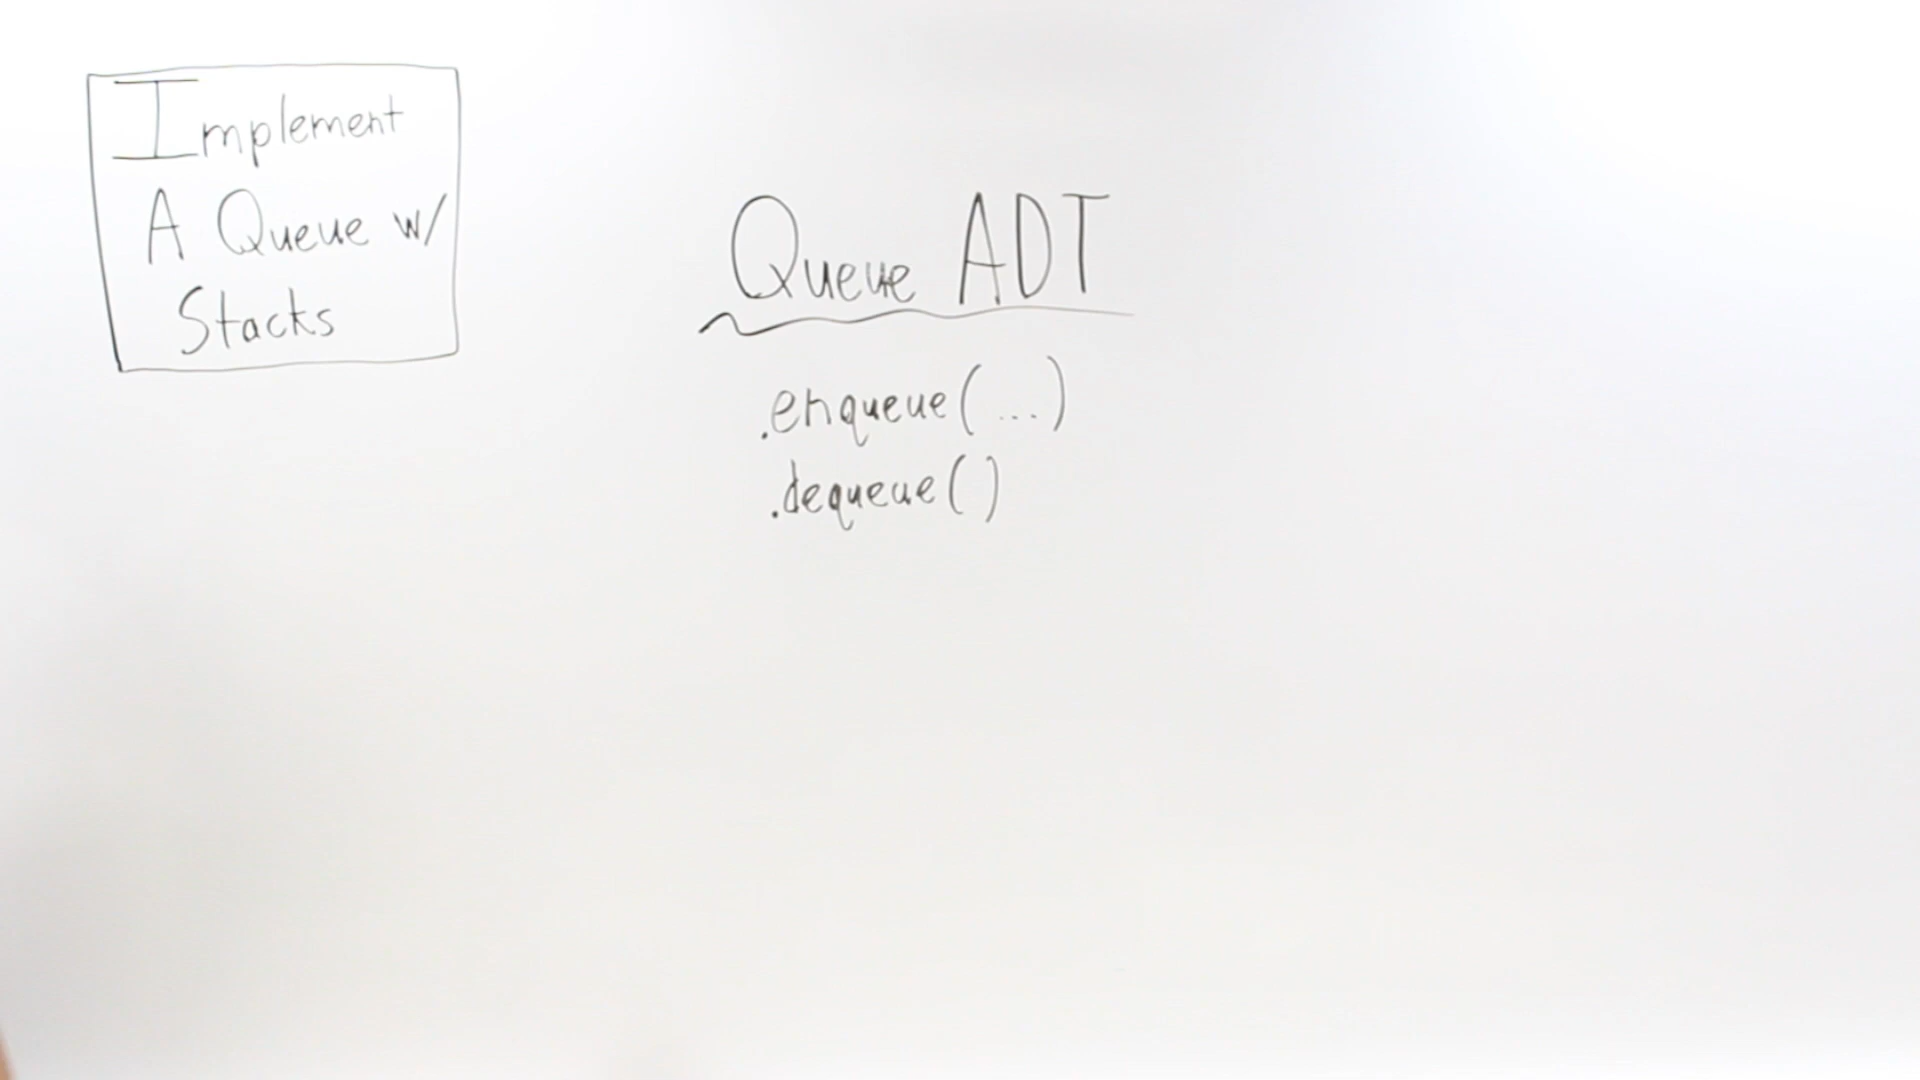 Implement
A Queue w/
Stacks
Queue ADT
.enqueue(...)
.dequeue()